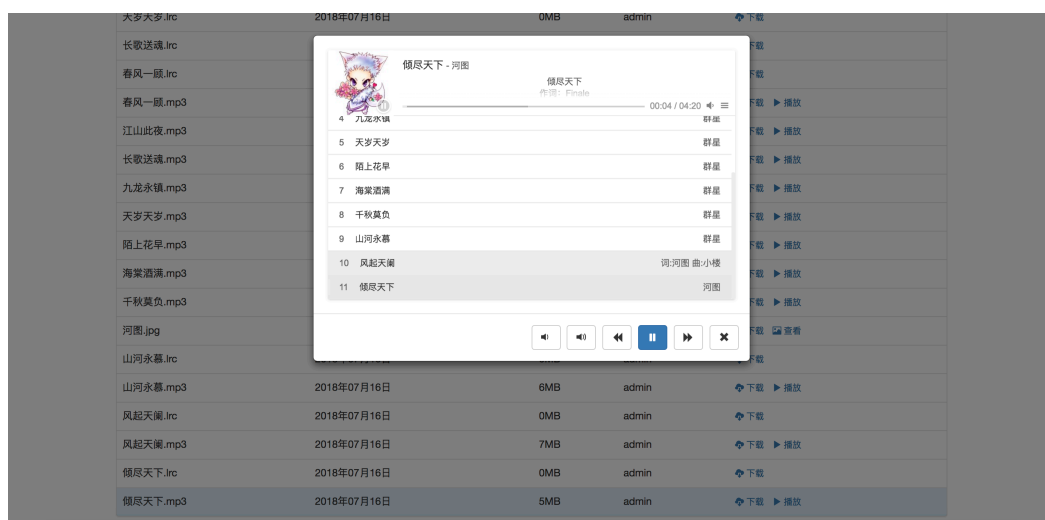 天岁天岁.lrc 2018年07月16日 0MB admin 下载
长歌送魂.lrc 下载
春风一顾.lrc 下载
春风一顾.mp3 下载 播放
江山此夜.mp3 下载 播放
长歌送魂.mp3 下载 播放
九龙永镇.mp3 下载 播放
天岁天岁.mp3 下载 播放
陌上花早.mp3 下载 播放
海棠酒满.mp3 下载 播放
千秋莫负.mp3 下载 播放
河图.jpg 下载 查看
山河永慕.lrc 下载
山河永慕.mp3 2018年07月16日 6MB admin 下载 播放
风起天阑.lrc 2018年07月16日 0MB admin 下载
风起天阑.mp3 2018年07月16日 7MB admin 下载 播放
倾尽天下.lrc 2018年07月16日 0MB admin 下载
倾尽天下.mp3 2018年07月16日 5MB admin 下载 播放
倾尽天下 - 河图
倾尽天下
作词：Finale
00:04 / 04:20
4 九龙永镇 群星
5 天岁天岁 群星
6 陌上花早 群星
7 海棠酒满 群星
8 千秋莫负 群星
9 山河永慕 群星
10 风起天阑 词:河图 曲:小楼
11 倾尽天下 河图